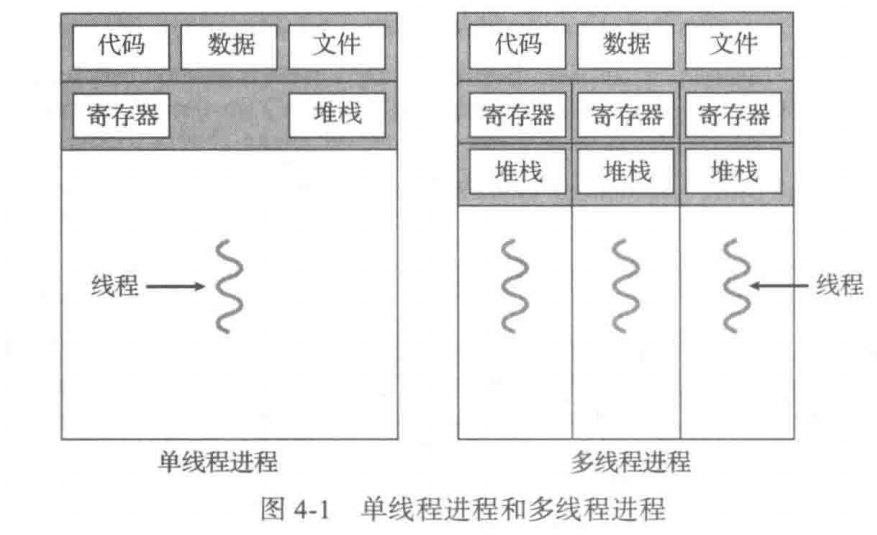 代码 数据 文件 代码 数据 文件
寄存器 堆栈 寄存器 寄存器 寄存器
堆栈 堆栈 堆栈
线程 线程
单线程进程 多线程进程
图 4-1 单线程进程和多线程进程